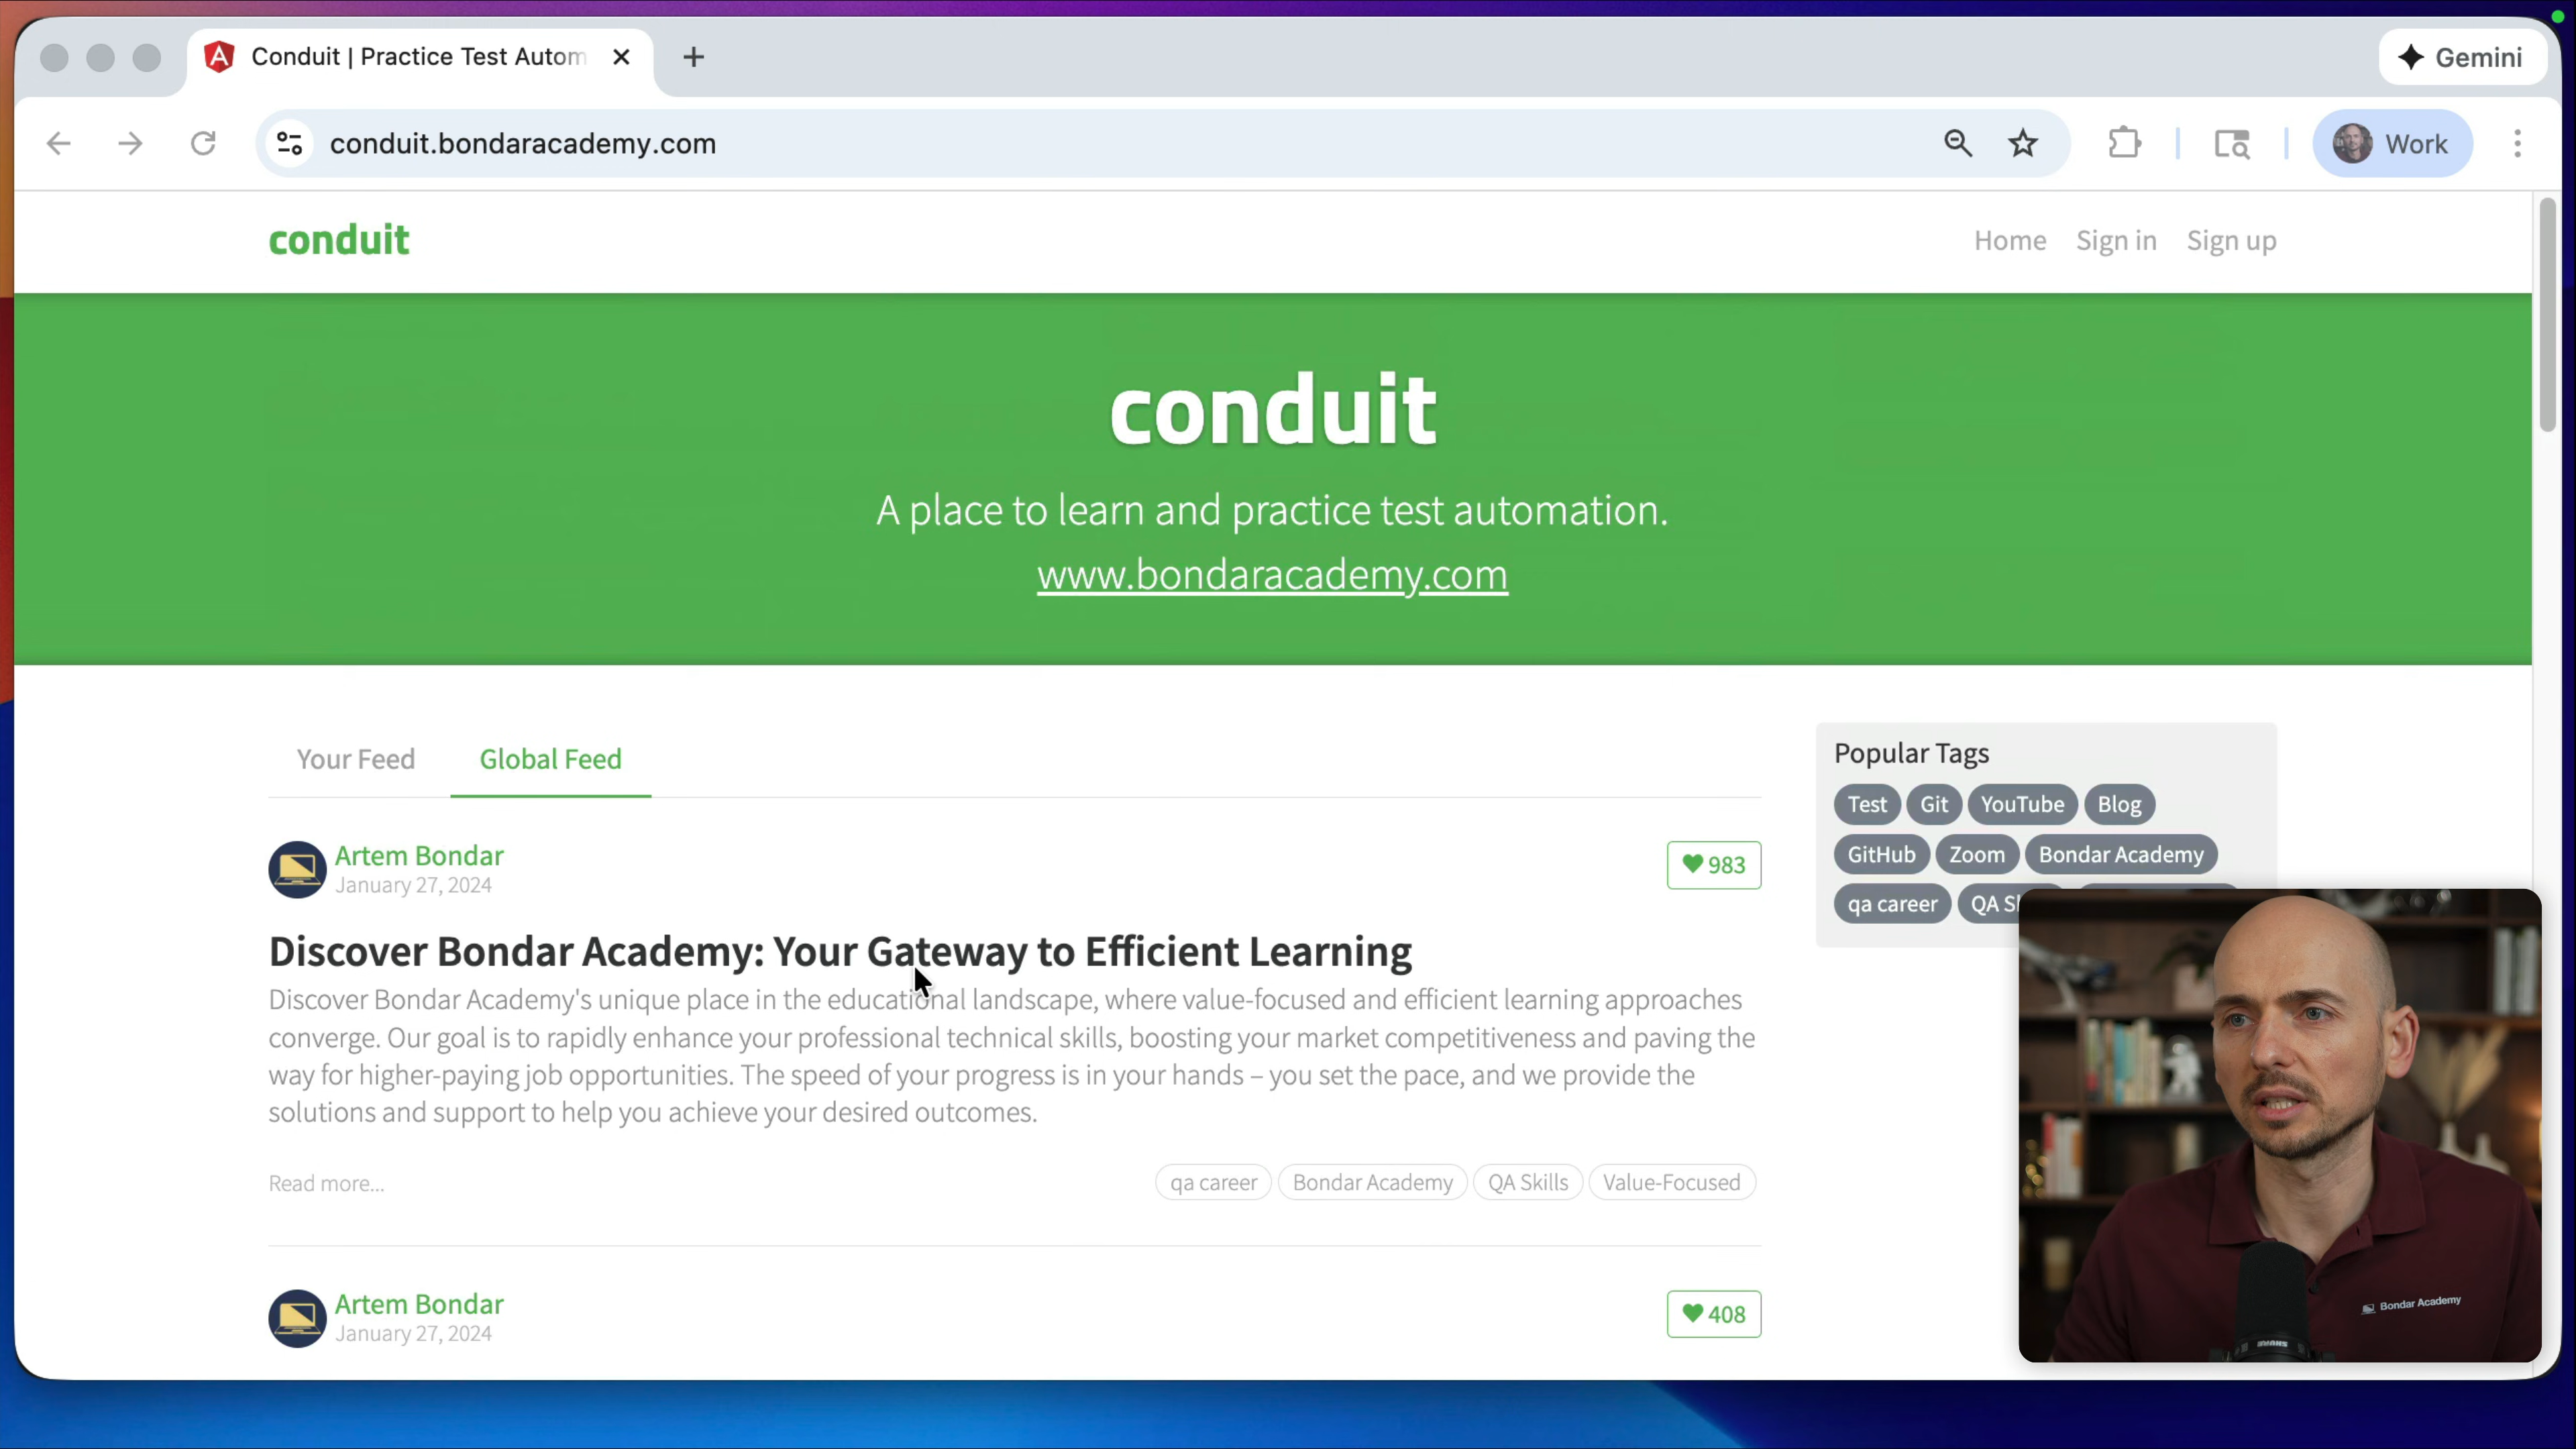 Conduit | Practice Test Autom
Gemini
conduit.bondaracademy.com
Work
conduit
Home Sign in Sign up
conduit
A place to learn and practice test automation.
www.bondaracademy.com
Your Feed Global Feed
Popular Tags
Test Git YouTube Blog
GitHub Zoom Bondar Academy
qa career QA S
Artem Bondar
January 27, 2024
983
Discover Bondar Academy: Your Gateway to Efficient Learning
Discover Bondar Academy's unique place in the educational landscape, where value-focused and efficient learning approaches
converge. Our goal is to rapidly enhance your professional technical skills, boosting your market competitiveness and paving the
way for higher-paying job opportunities. The speed of your progress is in your hands – you set the pace, and we provide the
solutions and support to help you achieve your desired outcomes.
Read more...
qa career Bondar Academy QA Skills Value-Focused
Artem Bondar
January 27, 2024
408
Bondar Academy